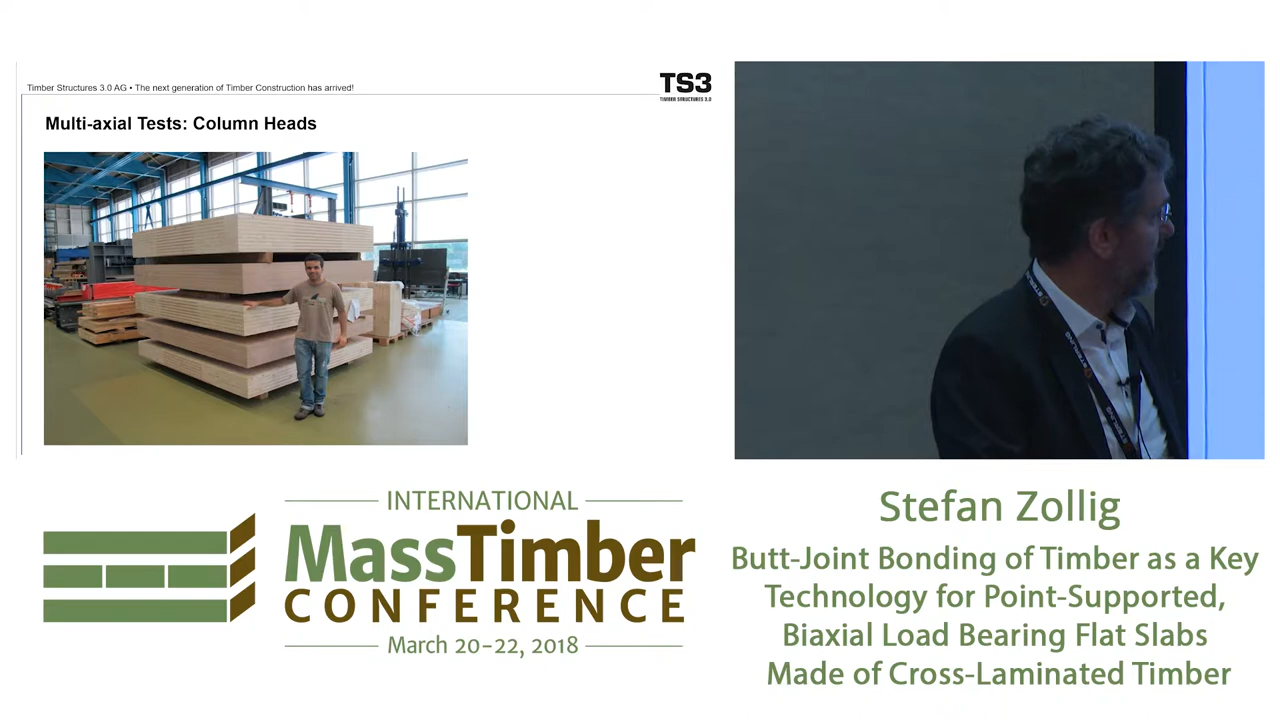 Timber Structures 3.0 AG • The next generation of Timber Construction has arrived!
TS3
TIMBER STRUCTURES 3.0
Multi-axial Tests: Column Heads
STERLING
STERLING
INTERNATIONAL
MassTimber
CONFERENCE
March 20–22, 2018
Stefan Zollig
Butt-Joint Bonding of Timber as a Key
Technology for Point-Supported,
Biaxial Load Bearing Flat Slabs
Made of Cross-Laminated Timber